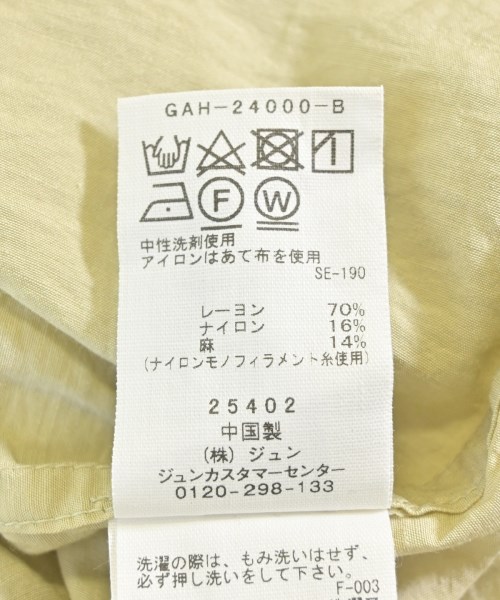 GAH-24000-B
F W
中性洗剤使用
アイロンはあて布を使用
SE-190
レーヨン 70%
ナイロン 16%
麻 14%
(ナイロンモノフィラメント糸使用)
25402
中国製
(株) ジュン
ジュンカスタマーセンター
0120-298-133
洗濯の際は、もみ洗いはせず、
必ず押し洗いをして下さい。
F-003